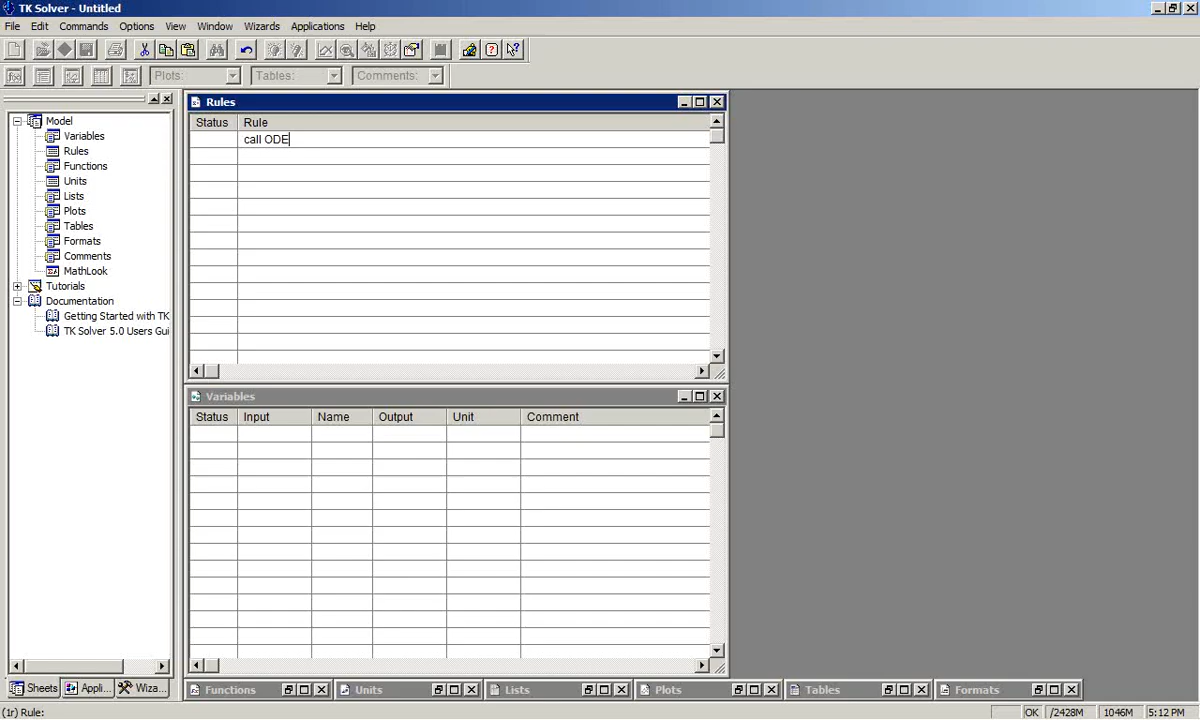 TK Solver - Untitled
File Edit Commands Options View Window Wizards Applications Help
Plots: Tables: Comments:
Rules
Status Rule
call ODE
Model
Variables
Rules
Functions
Units
Lists
Plots
Tables
Formats
Comments
MathLook
Tutorials
Documentation
Getting Started with TK
TK Solver 5.0 Users Gui
Variables
Status Input Name Output Unit Comment
Sheets Appli... Wiza...
Functions Units Lists Plots Tables Formats
(1r) Rule: OK /2428M 1046M 5:12 PM